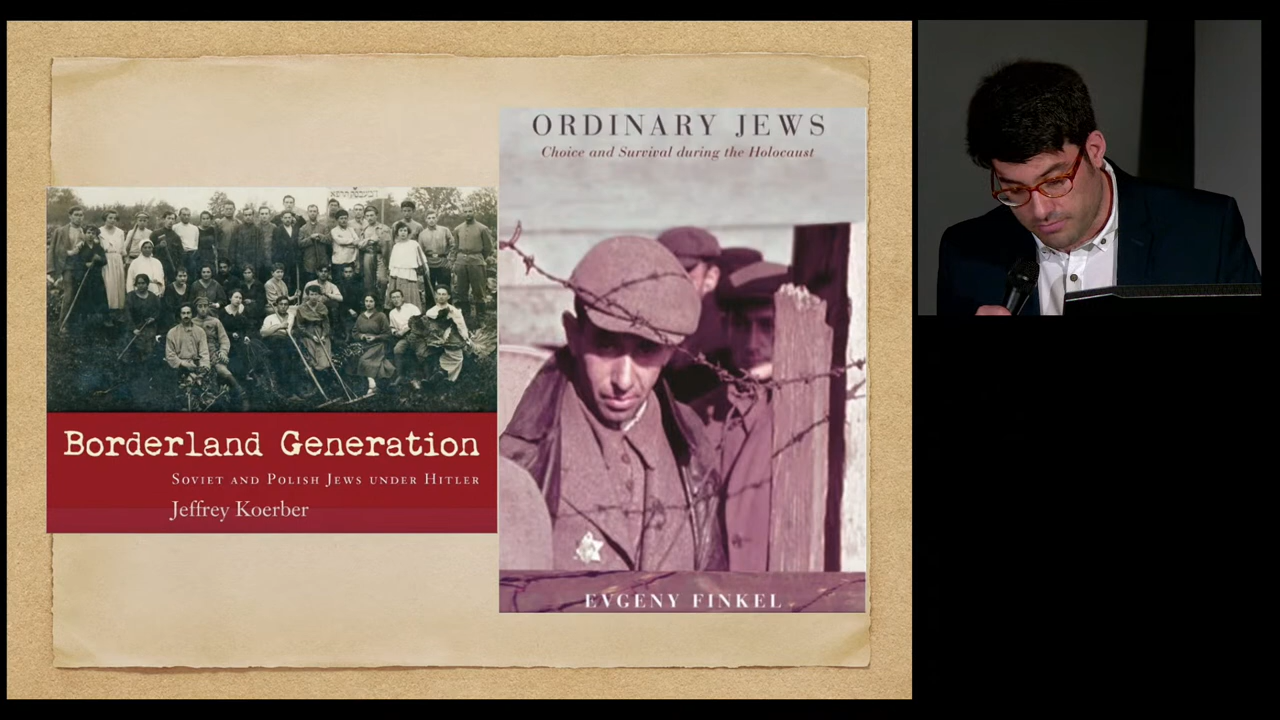 Borderland Generation
Soviet and Polish Jews under Hitler
Jeffrey Koerber
ORDINARY JEWS
Choice and Survival during the Holocaust
EVGENY FINKEL